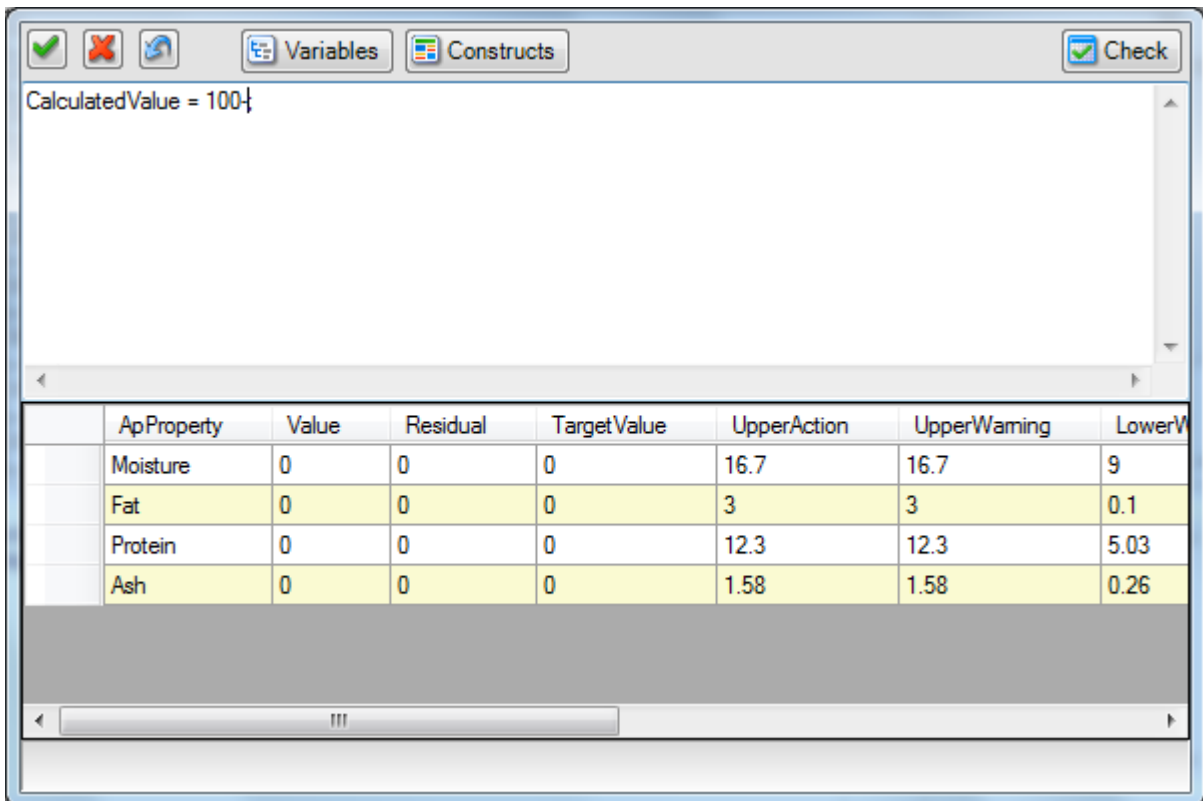 Variables Constructs Check
CalculatedValue = 100-;
ApProperty Value Residual TargetValue UpperAction UpperWarning LowerW
Moisture 0 0 0 16.7 16.7 9
Fat 0 0 0 3 3 0.1
Protein 0 0 0 12.3 12.3 5.03
Ash 0 0 0 1.58 1.58 0.26